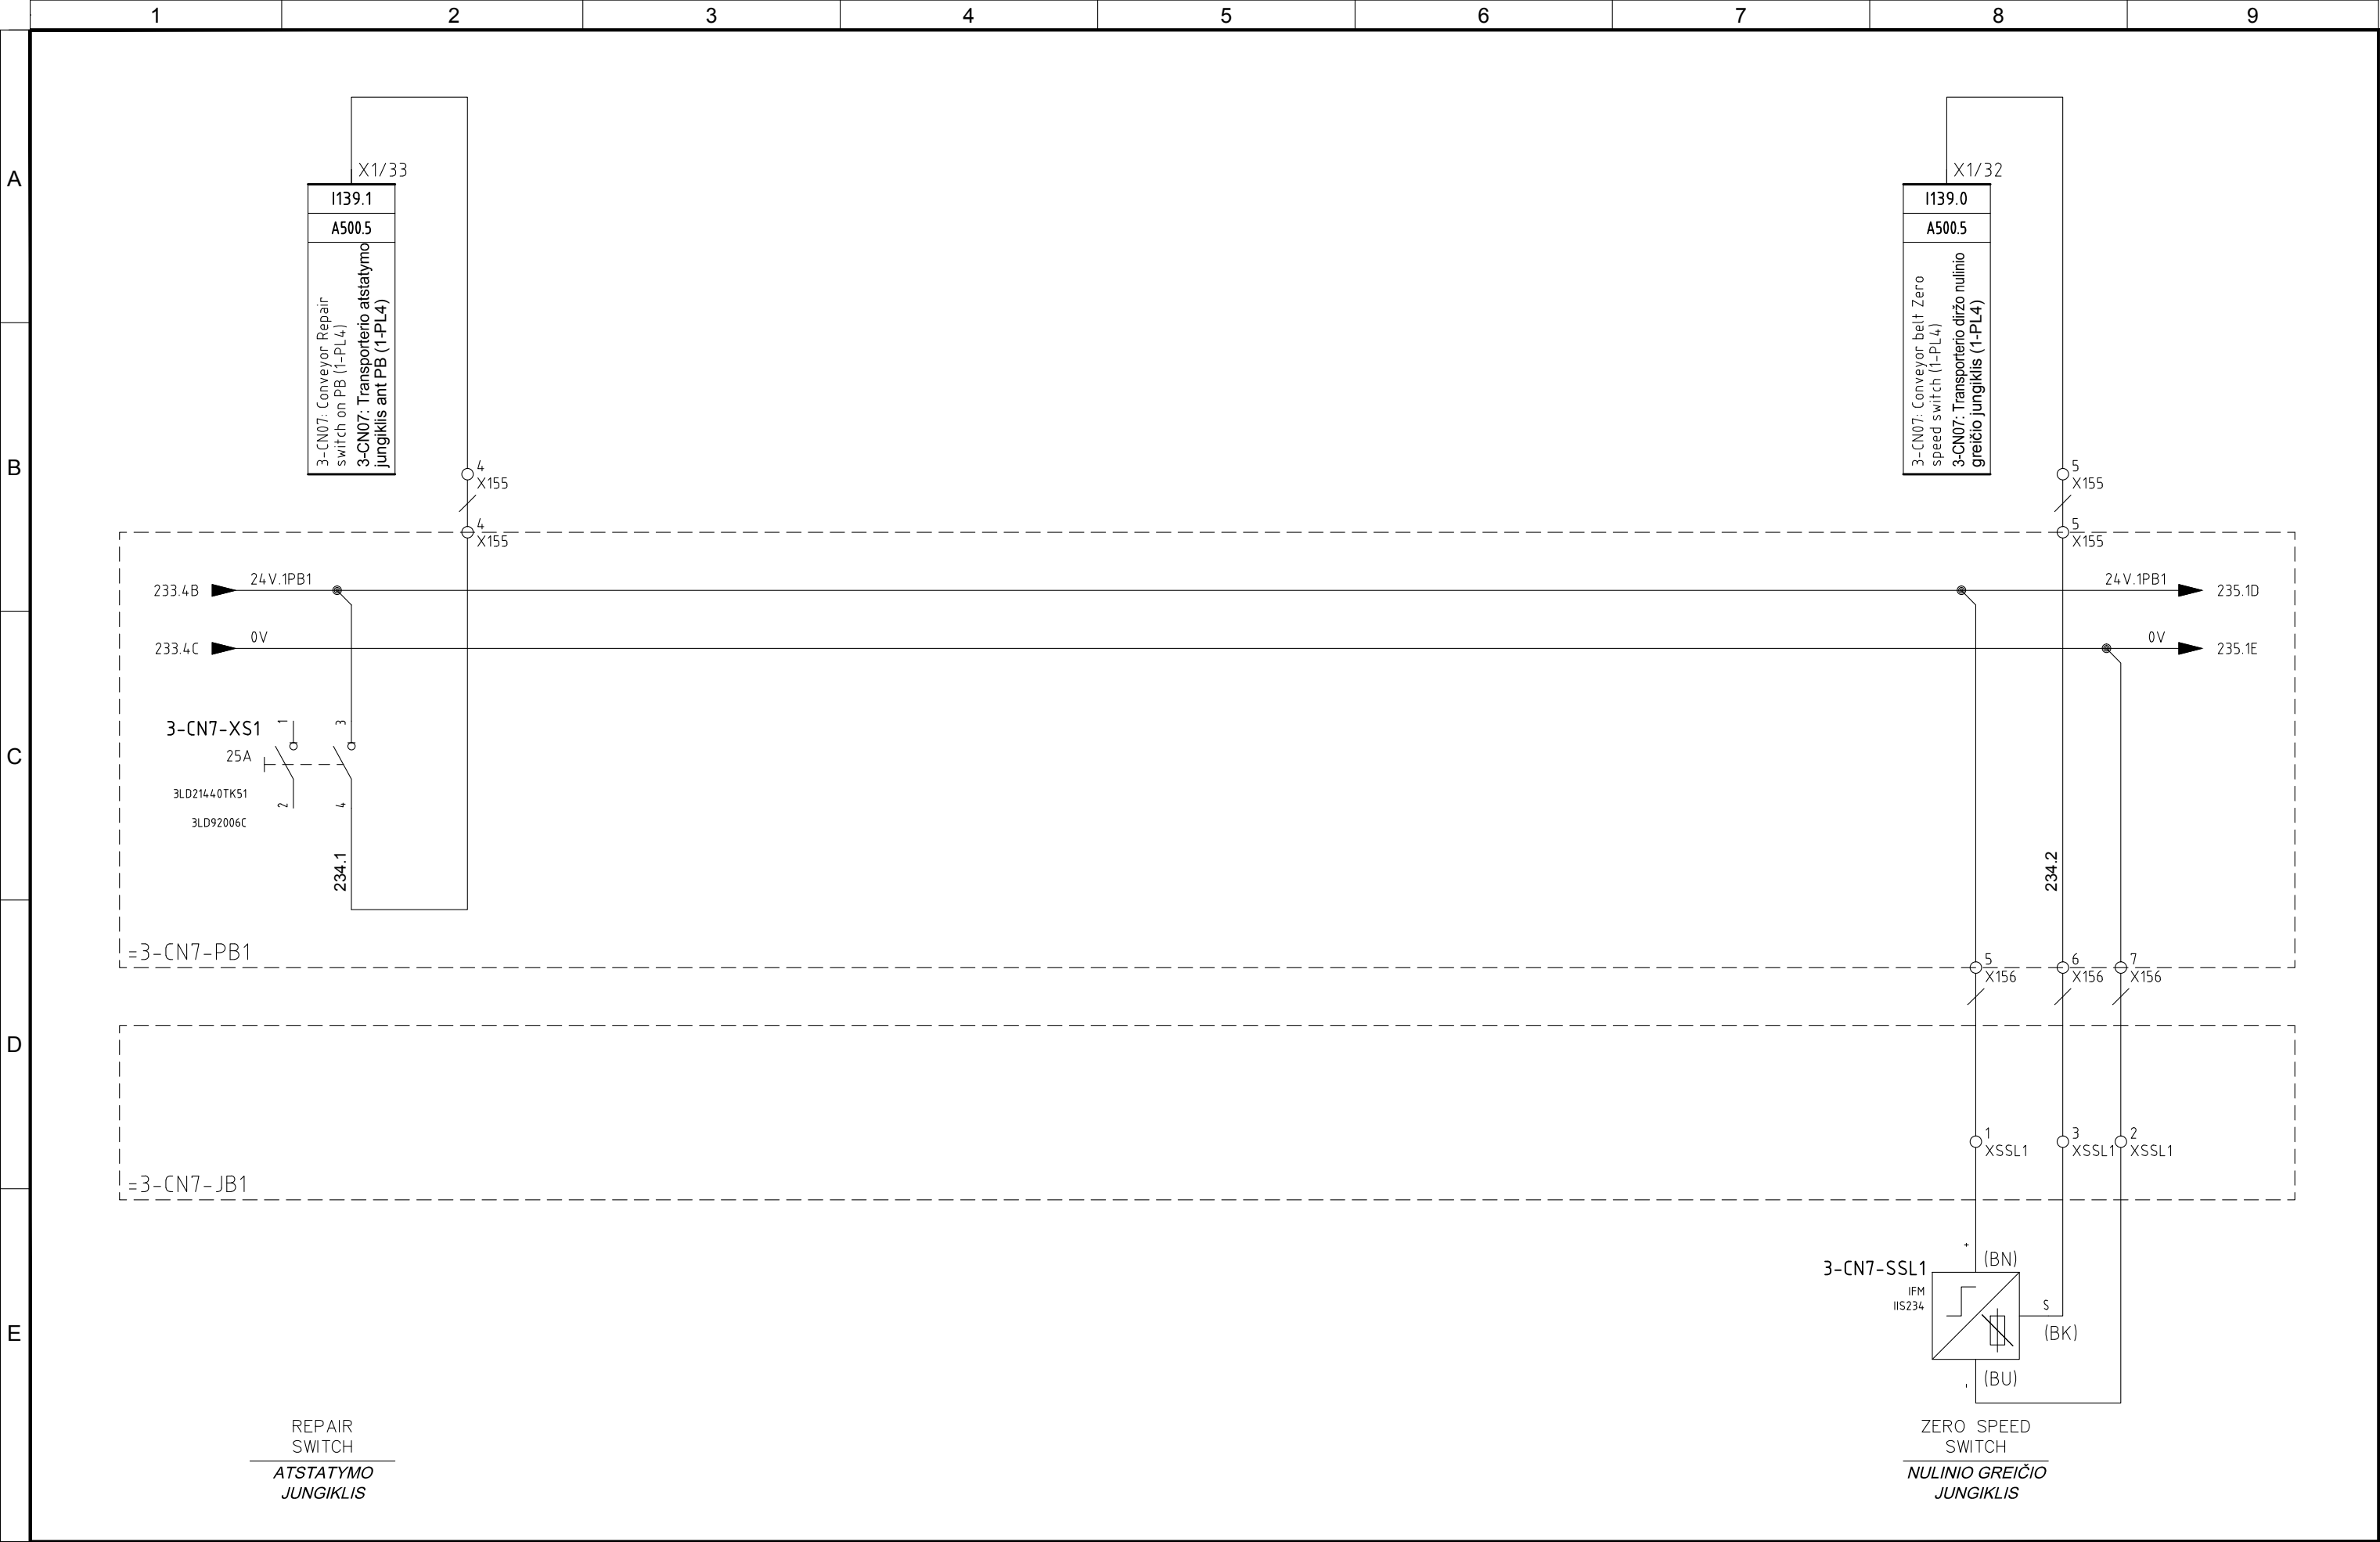 1 2 3 4 5 6 7 8 9
A
B
C
D
E
X1/33
I139.1
A500.5
3-CN07: Conveyor Repair
switch on PB (1-PL4)
3-CN07: Transporterio atstatymo
jungiklis ant PB (1-PL4)
4
X155
4
X155
X1/32
I139.0
A500.5
3-CN07: Conveyor belt Zero
speed switch (1-PL4)
3-CN07: Transporterio diržo nulinio
greičio jungiklis (1-PL4)
5
X155
5
X155
233.4B
24V.1PB1
24V.1PB1
235.1D
233.4C
0V
0V
235.1E
3-CN7-XS1
25A
3LD21440TK51
3LD92006C
1
2
3
4
234.1
234.2
=3-CN7-PB1
5
X156
6
X156
7
X156
=3-CN7-JB1
1
XSSL1
3
XSSL1
2
XSSL1
3-CN7-SSL1
IFM
IIS234
+
(BN)
S
(BK)
-
(BU)
REPAIR
SWITCH
ATSTATYMO
JUNGIKLIS
ZERO SPEED
SWITCH
NULINIO GREIČIO
JUNGIKLIS